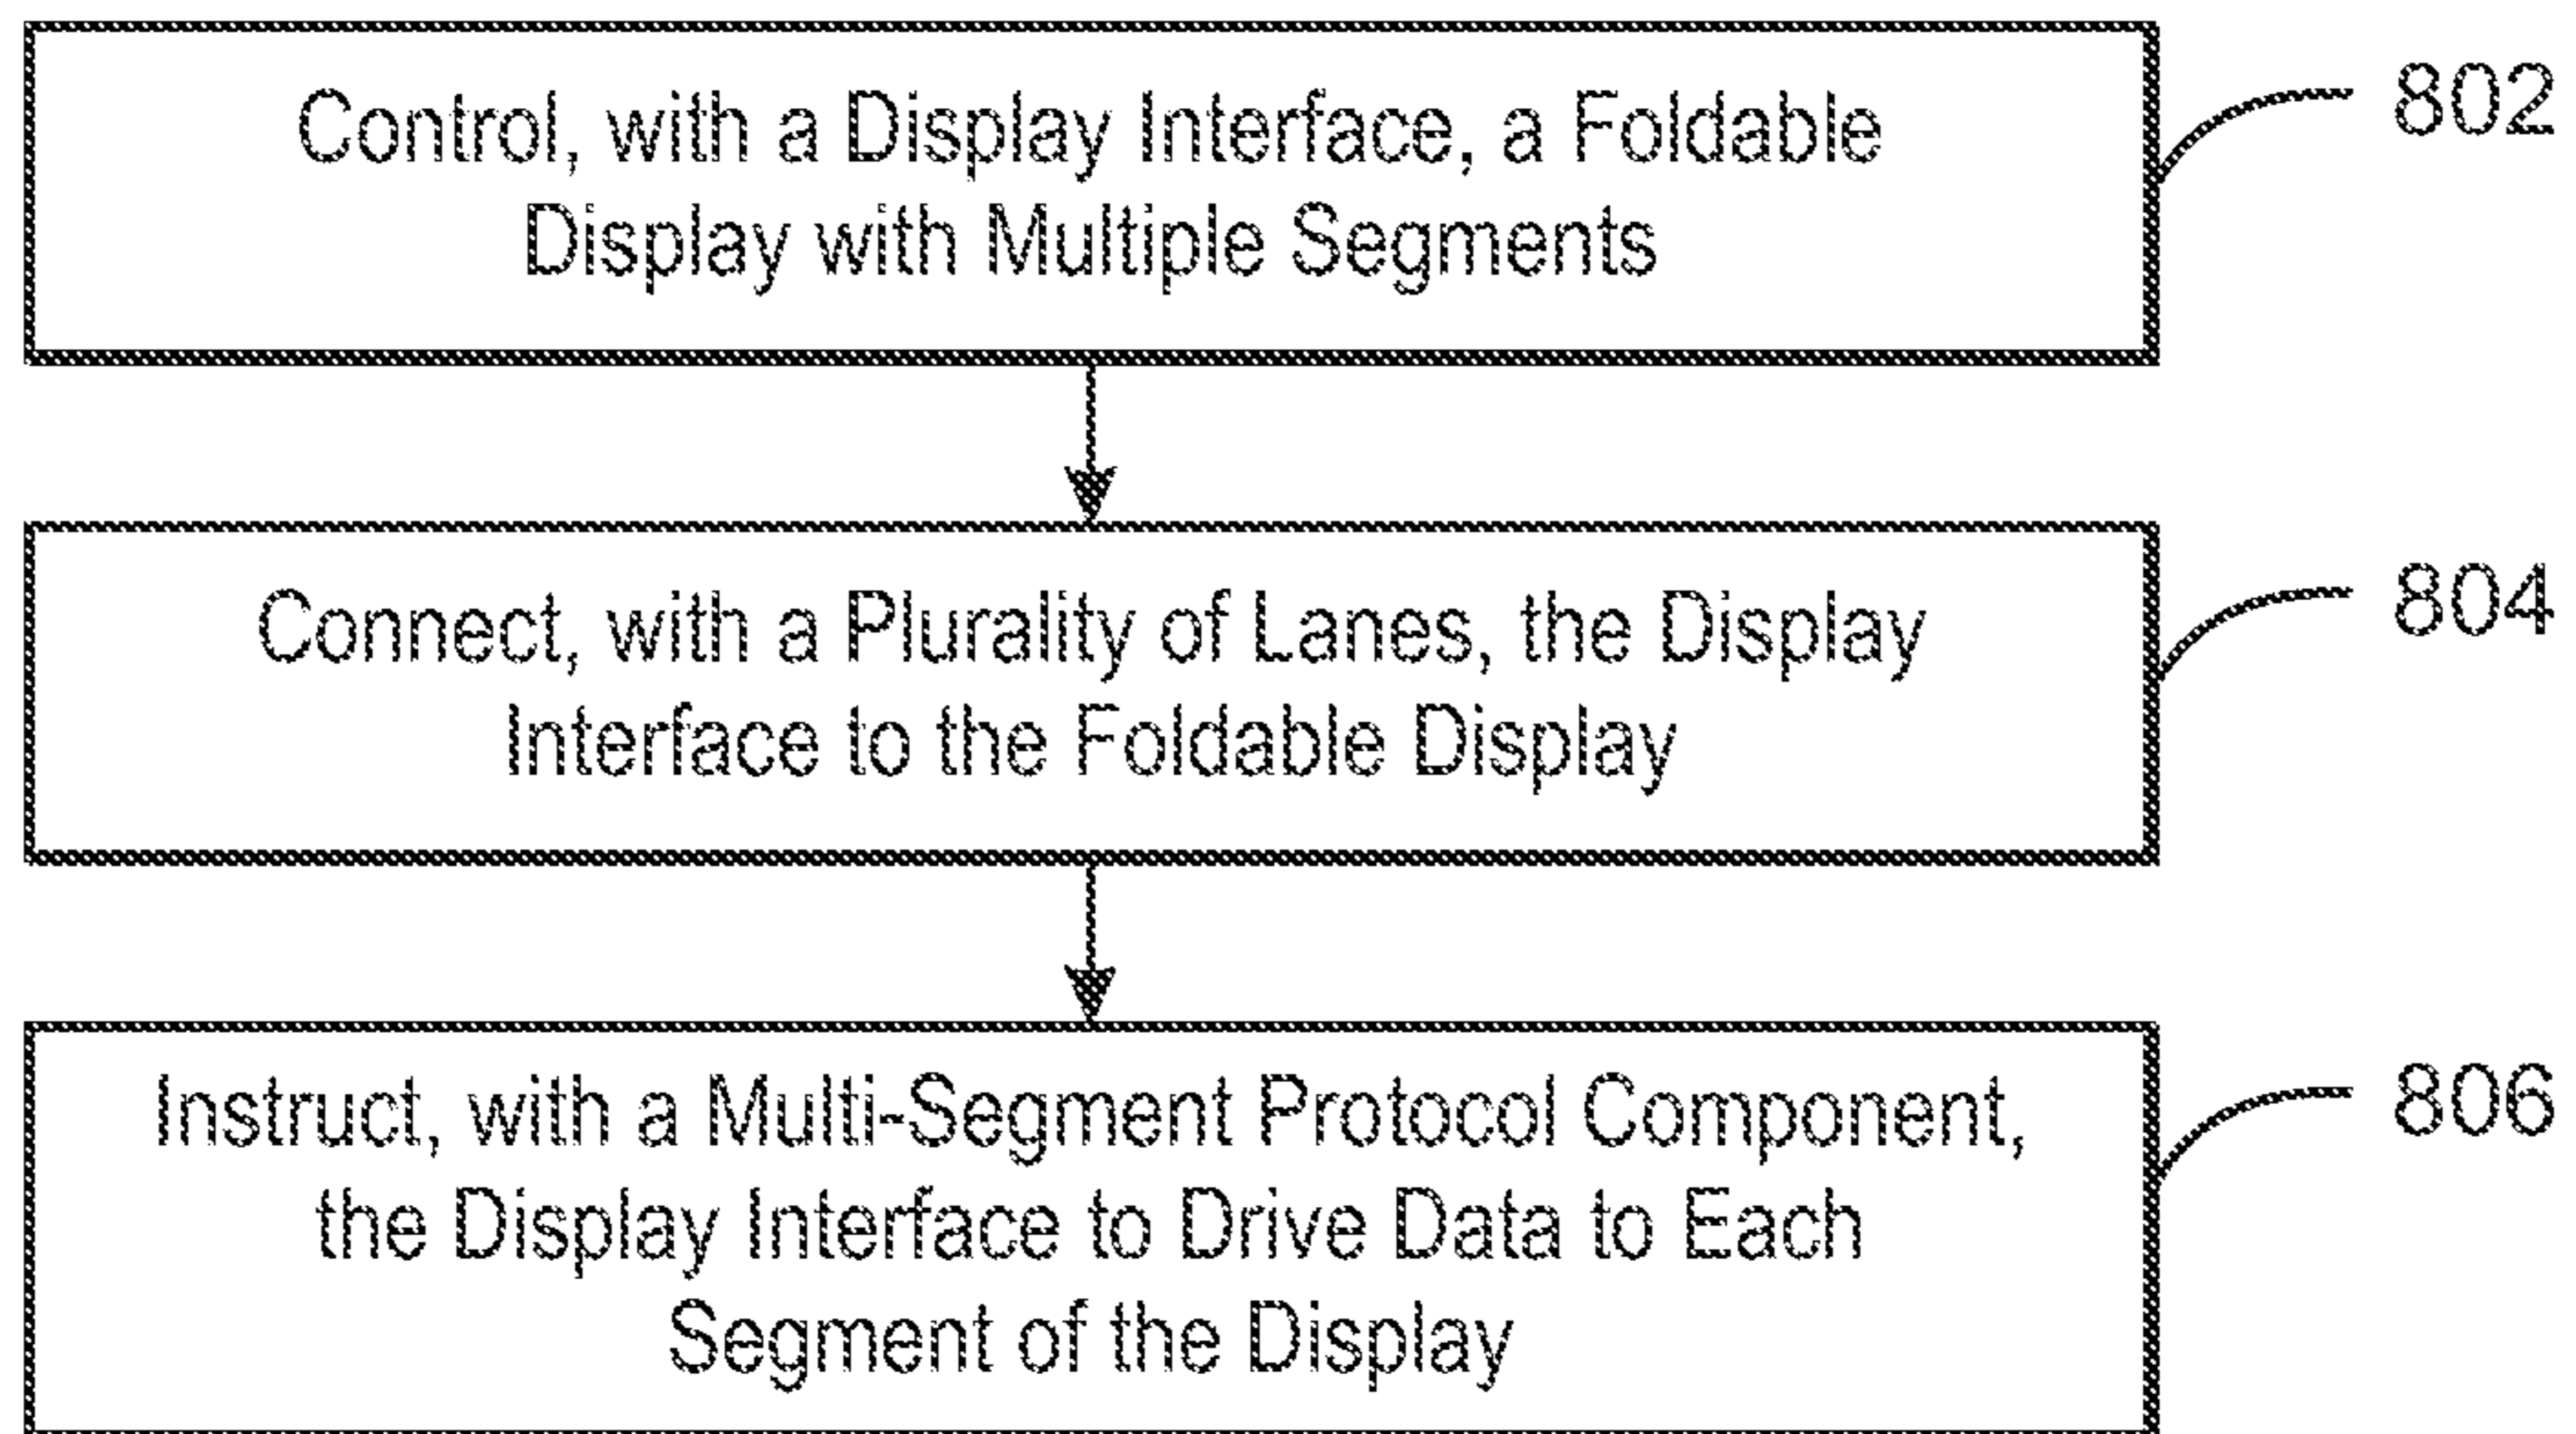 Control, with a Display Interface, a Foldable
Display with Multiple Segments
802
Connect, with a Plurality of Lanes, the Display
Interface to the Foldable Display
804
Instruct, with a Multi-Segment Protocol Component,
the Display Interface to Drive Data to Each
Segment of the Display
806